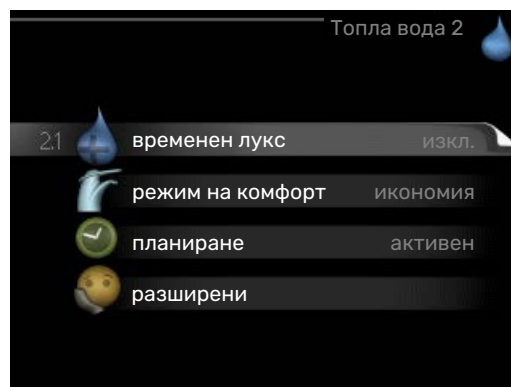 Топла вода 2
2.1 временен лукс изкл.
режим на комфорт икономия
планиране активен
разширени